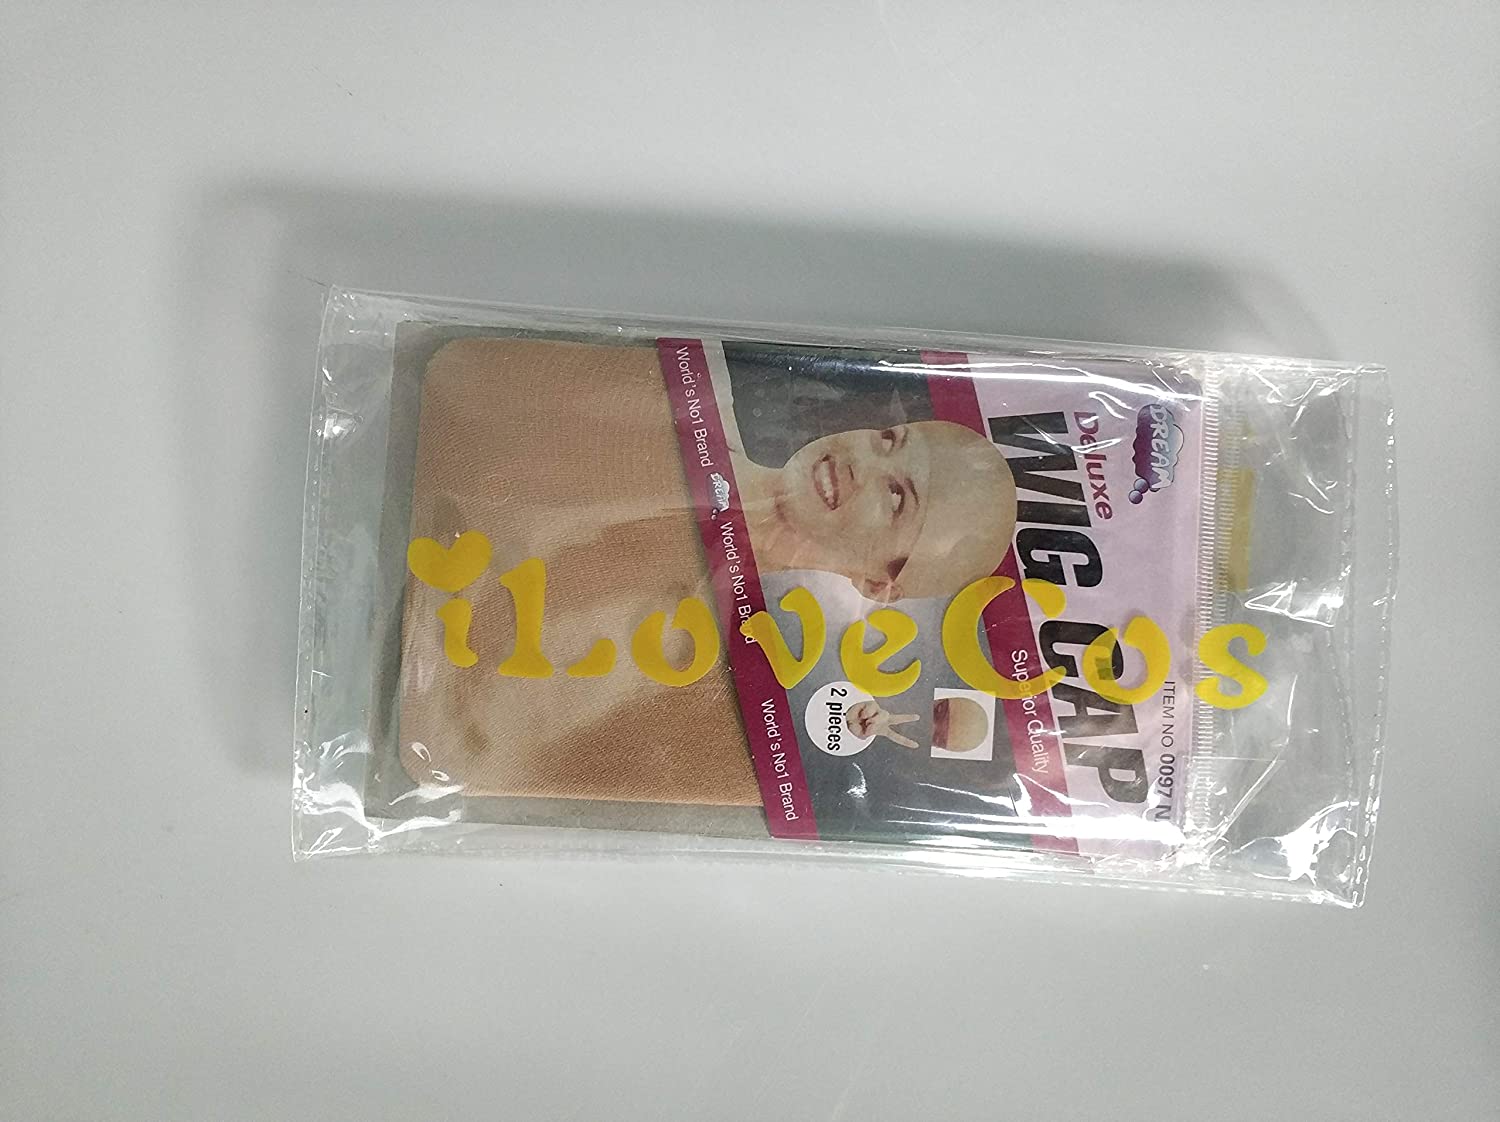 DREAM
Deluxe
WIG CAP
ITEM NO 0097 N
Superior Quality
2 pieces
World's No1 Brand DREAM World's No1 Brand World's No1 Brand
iLoveCos